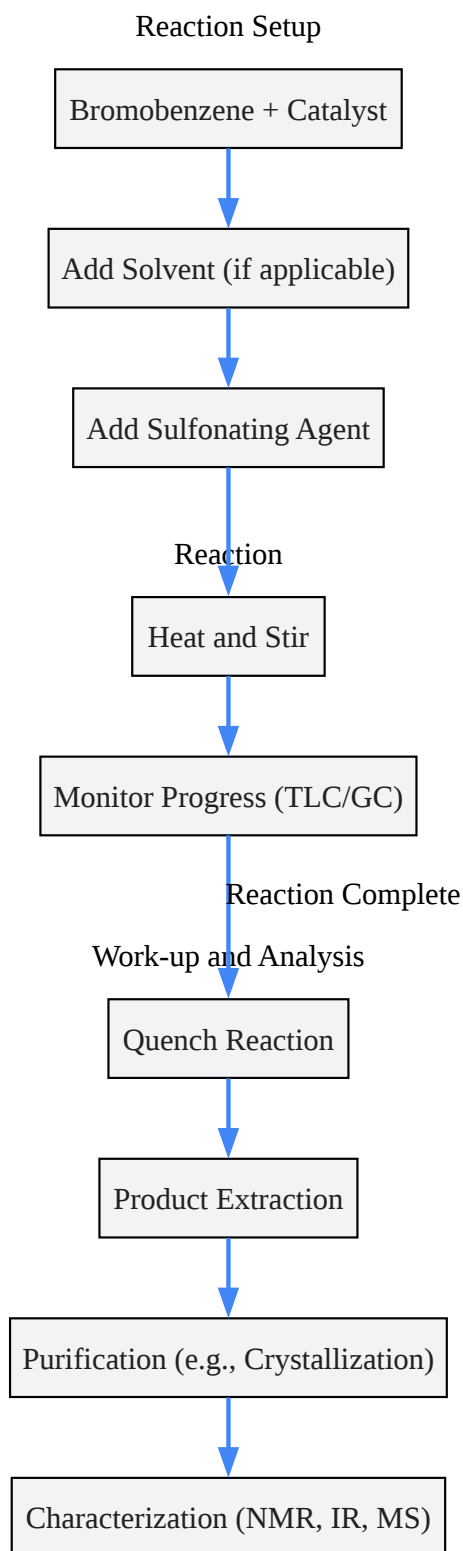 Reaction Setup
Bromobenzene + Catalyst
Add Solvent (if applicable)
Add Sulfonating Agent
Reaction
Heat and Stir
Monitor Progress (TLC/GC)
Reaction Complete
Work-up and Analysis
Quench Reaction
Product Extraction
Purification (e.g., Crystallization)
Characterization (NMR, IR, MS)